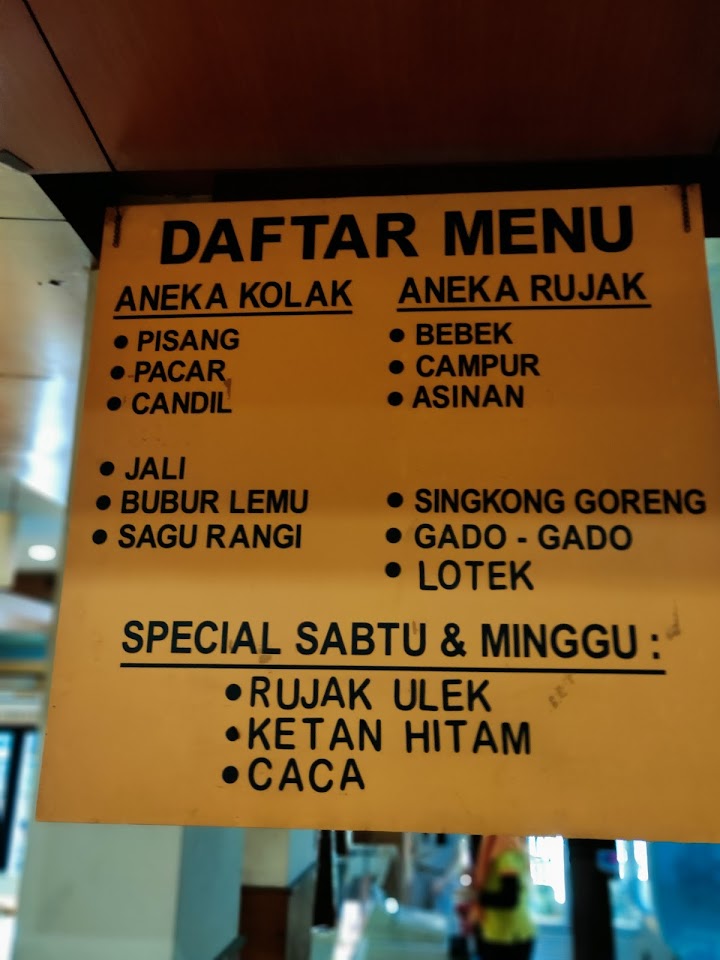 DAFTAR MENU
ANEKA KOLAK
• PISANG
• PACAR
• CANDIL
• JALI
• BUBUR LEMU
• SAGU RANGI
ANEKA RUJAK
• BEBEK
• CAMPUR
• ASINAN
• SINGKONG GORENG
• GADO - GADO
• LOTEK
SPECIAL SABTU & MINGGU :
• RUJAK ULEK
• KETAN HITAM
• CACA